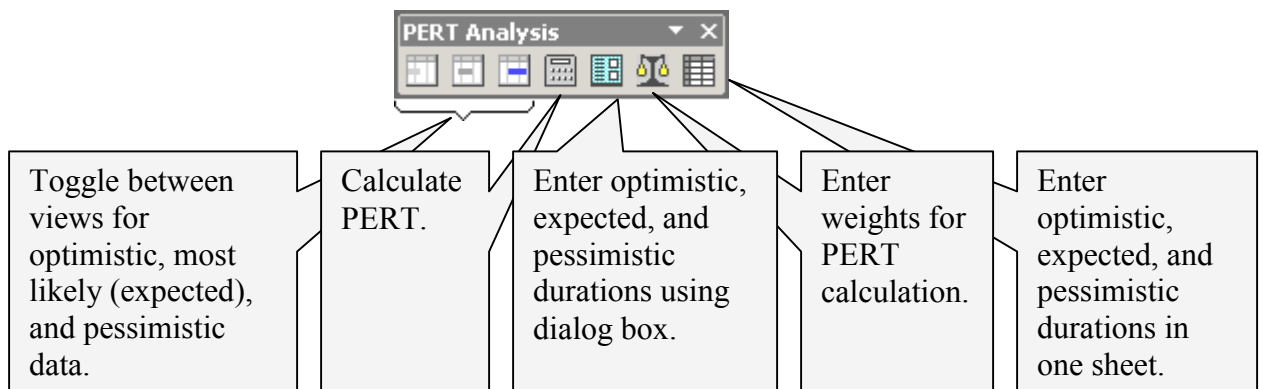 PERT Analysis
Toggle between
views for
optimistic, most
likely (expected),
and pessimistic
data.
Calculate
PERT.
Enter optimistic,
expected, and
pessimistic
durations using
dialog box.
Enter
weights for
PERT
calculation.
Enter
optimistic,
expected, and
pessimistic
durations in
one sheet.